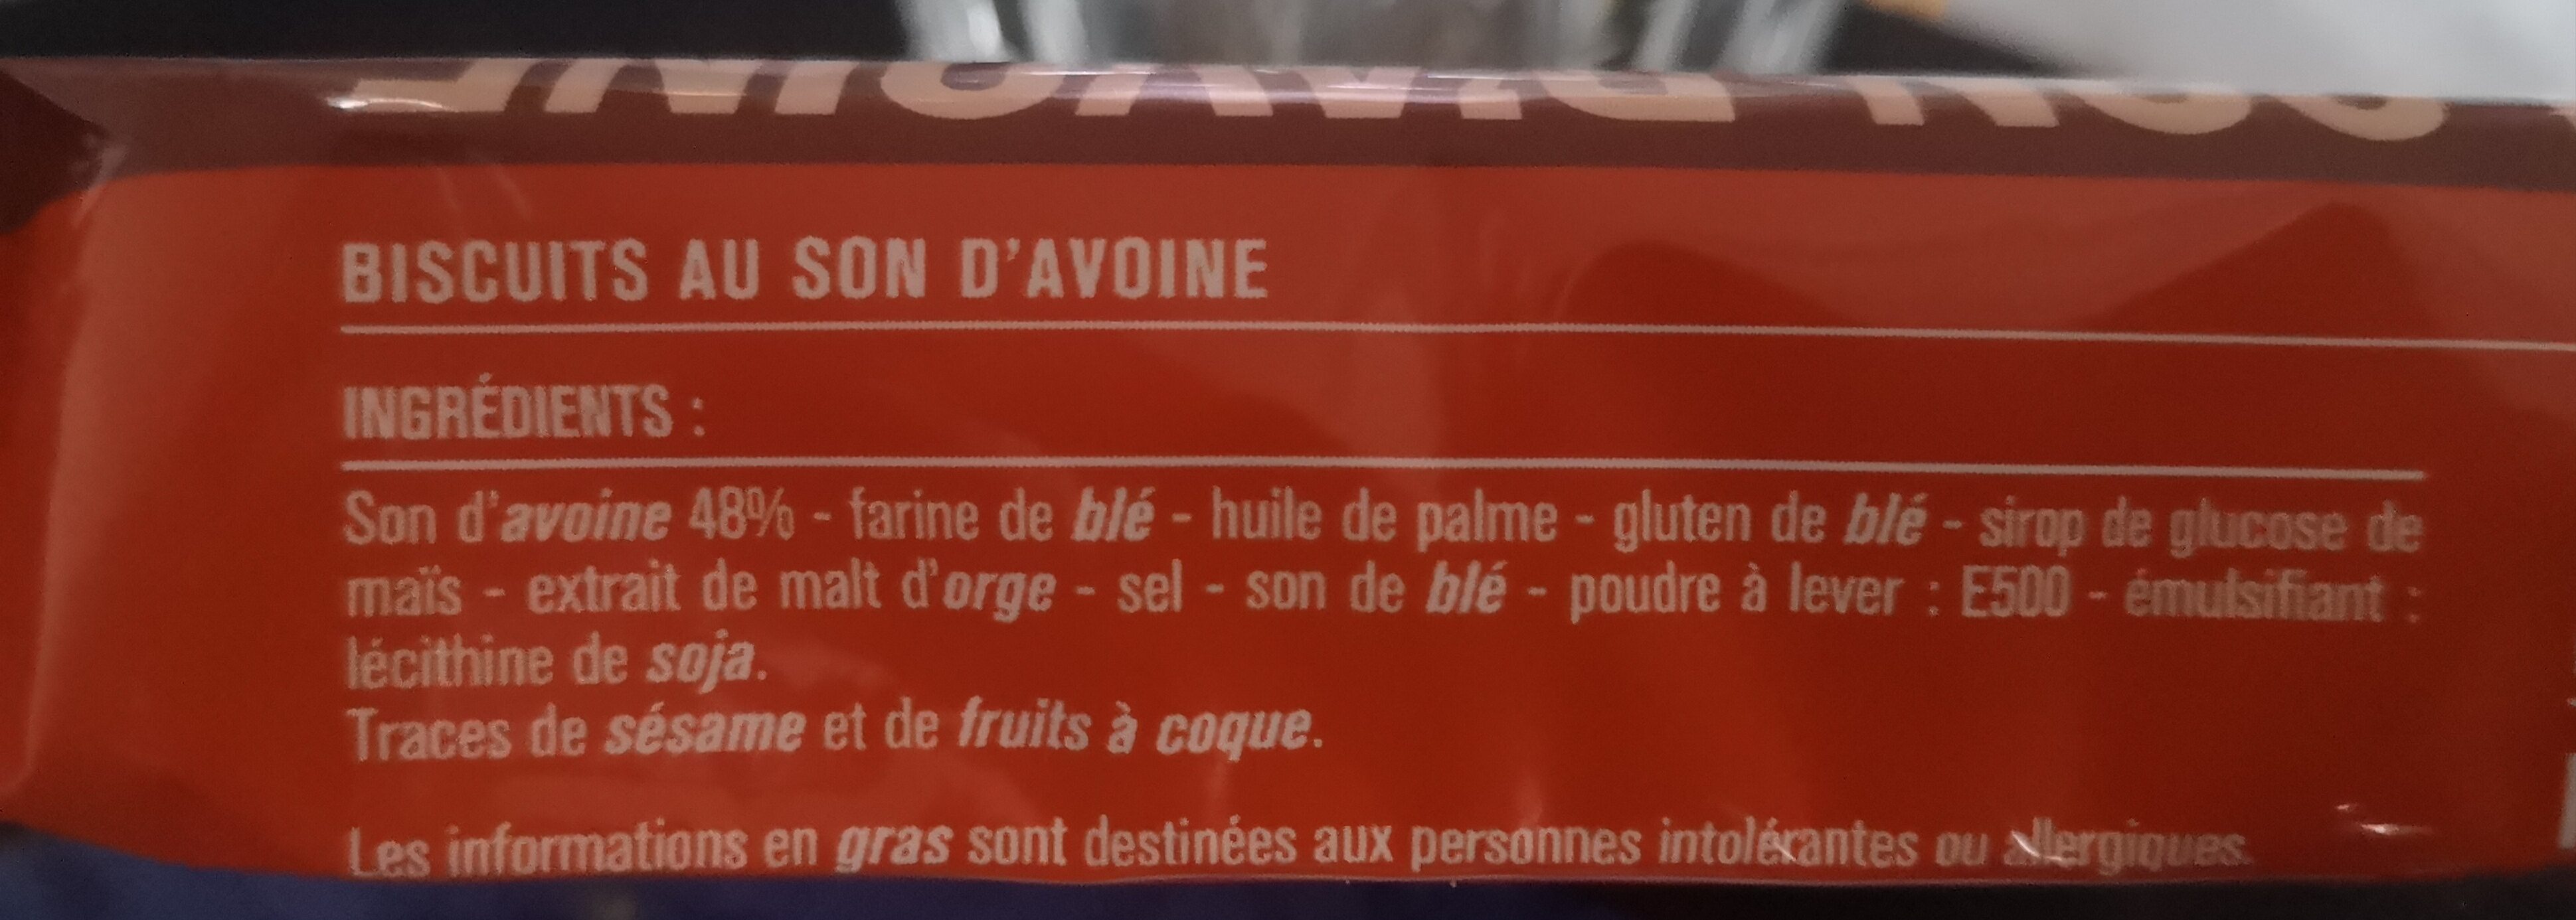 BISCUITS AU SON D'AVOINE
INGRÉDIENTS :
Son d'avoine 48% - farine de blé - huile de palme - gluten de blé - sirop de glucose de
maïs - extrait de malt d'orge - sel - son de blé - poudre à lever : E500 - émulsifiant :
lécithine de soja.
Traces de sésame et de fruits à coque.
Les informations en gras sont destinées aux personnes intolérantes ou allergiques.